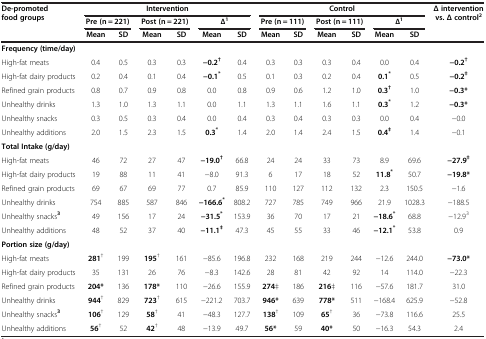 De-promoted food groups Intervention Control Δ intervention vs. Δ control2
Pre (n = 221) Post (n = 221) Δ1 Pre (n = 111) Post (n = 111) Δ1
Mean SD Mean SD Mean SD Mean SD Mean SD Mean SD
Frequency (time/day)
High-fat meats 0.4 0.5 0.3 0.3 −0.2† 0.4 0.3 0.3 0.3 0.4 0.0 0.4 −0.2†
High-fat dairy products 0.2 0.4 0.1 0.4 −0.1* 0.5 0.1 0.3 0.2 0.4 0.1* 0.5 −0.2‡
Refined grain products 0.8 0.7 0.9 0.8 0.0 0.8 0.9 0.6 1.2 1.0 0.3† 1.0 −0.3*
Unhealthy drinks 1.3 1.0 1.3 1.1 0.0 1.1 1.3 1.1 1.6 1.1 0.3* 1.2 −0.3*
Unhealthy snacks 0.3 0.5 0.3 0.4 0.0 0.4 0.3 0.4 0.3 0.3 0.0 0.4 −0.0
Unhealthy additions 2.0 1.5 2.3 1.5 0.3* 1.4 2.0 1.4 2.4 1.5 0.4‡ 1.4 −0.1
Total Intake (g/day)
High-fat meats 46 72 27 47 −19.0† 66.8 24 24 33 73 8.9 69.6 −27.9‡
High-fat dairy products 19 88 11 41 −8.0 91.3 6 17 18 52 11.8* 50.7 −19.8*
Refined grain products 69 67 69 77 0.7 85.9 110 127 112 132 2.3 150.5 −1.6
Unhealthy drinks 754 885 587 846 −166.6* 808.2 727 785 749 966 21.9 1028.3 −188.5
Unhealthy snacks3 49 156 17 24 −31.5* 153.9 36 70 17 21 −18.6* 68.8 −12.9§
Unhealthy additions 48 52 37 40 −11.1‡ 47.3 45 55 33 46 −12.1* 53.8 0.9
Portion size (g/day)
High-fat meats 281† 199 195† 161 −85.6 196.8 232 168 219 244 −12.6 244.0 −73.0*
High-fat dairy products 35 131 26 76 −8.3 142.6 28 81 42 92 14 114.0 −22.3
Refined grain products 204* 136 178* 110 −26.6 155.9 274‡ 186 216‡ 116 −57.6 181.7 31.0
Unhealthy drinks 944† 829 723† 615 −221.2 703.7 946* 639 778* 511 −168.4 625.9 −52.8
Unhealthy snacks3 106† 129 58† 41 −48.3 127.7 138† 109 65† 36 −73.8 116.6 25.5
Unhealthy additions 56† 52 42† 48 −13.9 49.7 56* 59 40* 50 −16.3 54.3 2.4